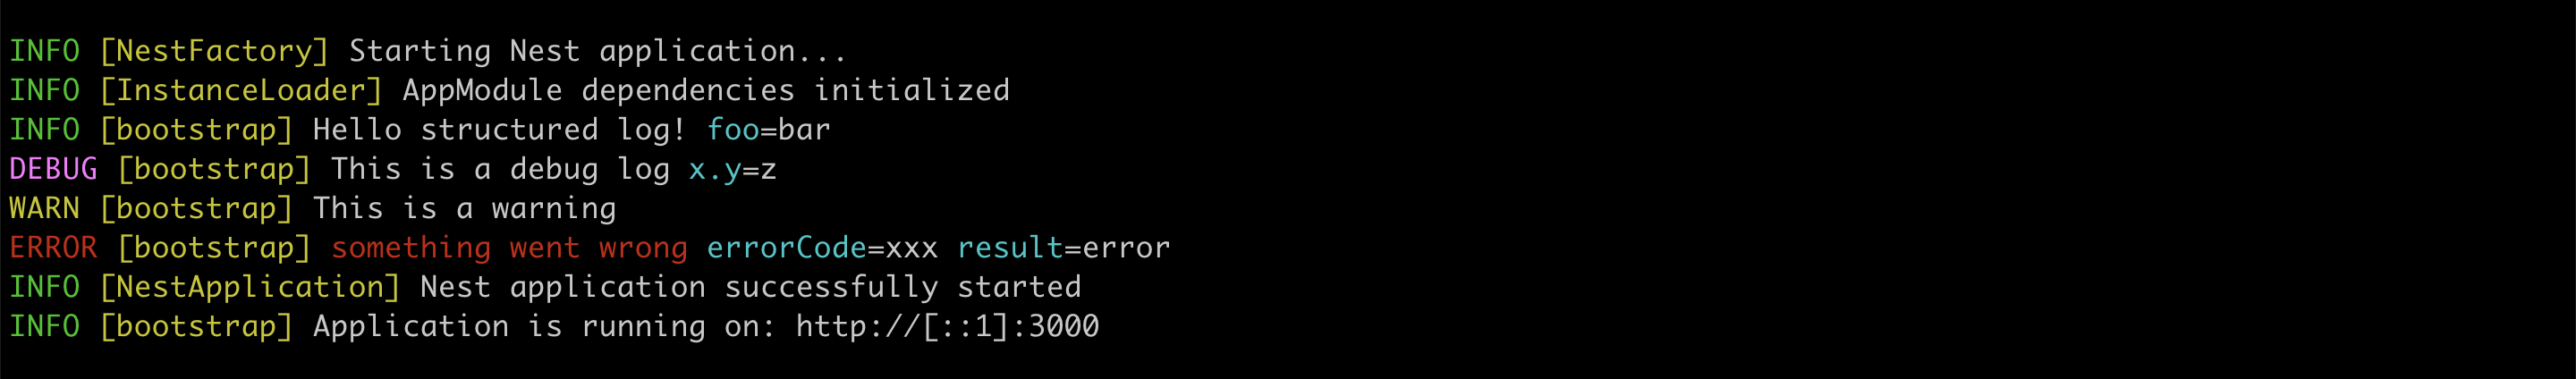 INFO [NestFactory] Starting Nest application...
INFO [InstanceLoader] AppModule dependencies initialized
INFO [bootstrap] Hello structured log! foo=bar
DEBUG [bootstrap] This is a debug log x.y=z
WARN [bootstrap] This is a warning
ERROR [bootstrap] something went wrong errorCode=xxx result=error
INFO [NestApplication] Nest application successfully started
INFO [bootstrap] Application is running on: http://[::1]:3000